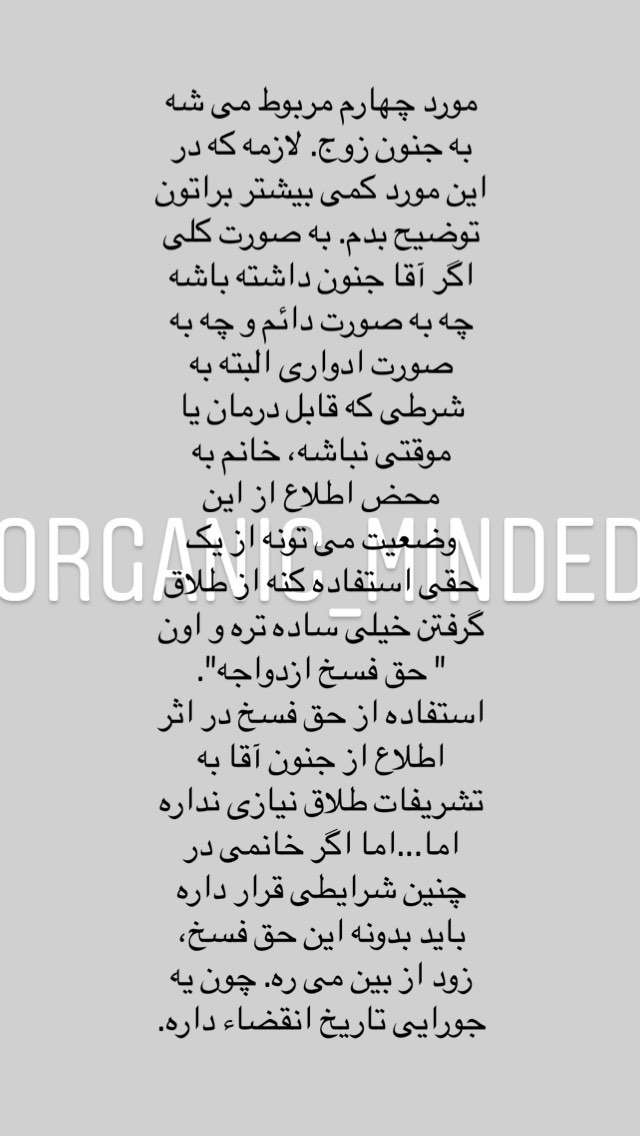 مورد چهارم مربوط می شه
به جنون زوج. لازمه که در
این مورد کمی بیشتر براتون
توضیح بدم. به صورت کلی
اگر آقا جنون داشته باشه
چه به صورت دائم و چه به
صورت ادواری البته به
شرطی که قابل درمان یا
موقتی نباشه، خانم به
محض اطلاع از این
وضعیت می تونه از یک
حقی استفاده کنه از طلاق
ORGANIC_MINDED
گرفتن خیلی ساده تره و اون
" حق فسخ ازدواجه".
استفاده از حق فسخ در اثر
اطلاع از جنون آقا به
تشریفات طلاق نیازی نداره
اما...اما اگر خانمی در
چنین شرایطی قرار داره
باید بدونه این حق فسخ،
زود از بین می ره. چون یه
جورایی تاریخ انقضاء داره.